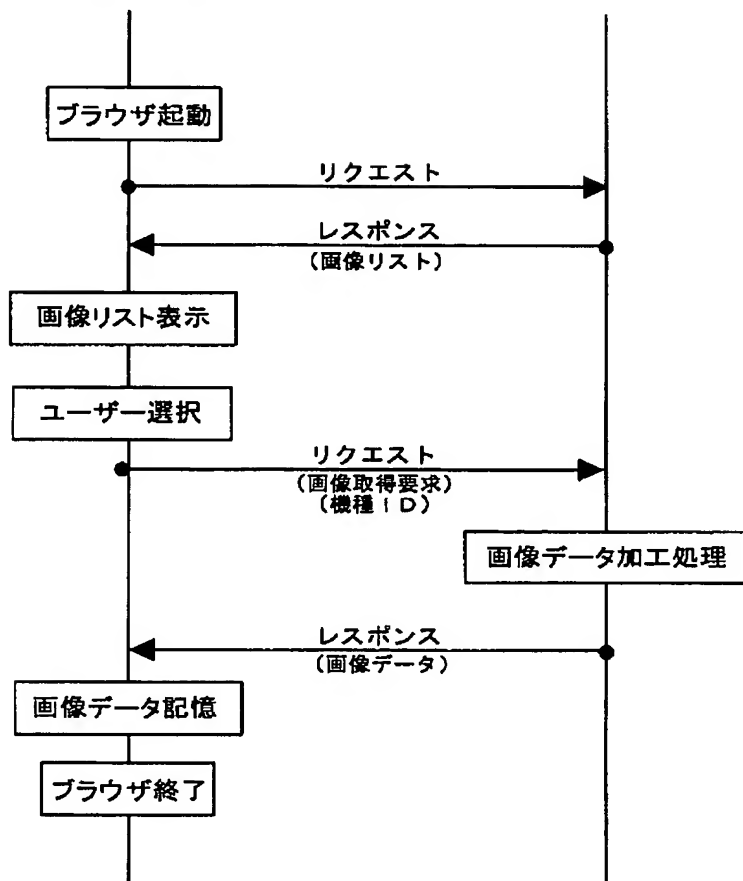 ブラウザ起動
リクエスト
レスポンス
(画像リスト)
画像リスト表示
ユーザー選択
リクエスト
(画像取得要求)
(機種ID)
画像データ加工処理
レスポンス
(画像データ)
画像データ記憶
ブラウザ終了